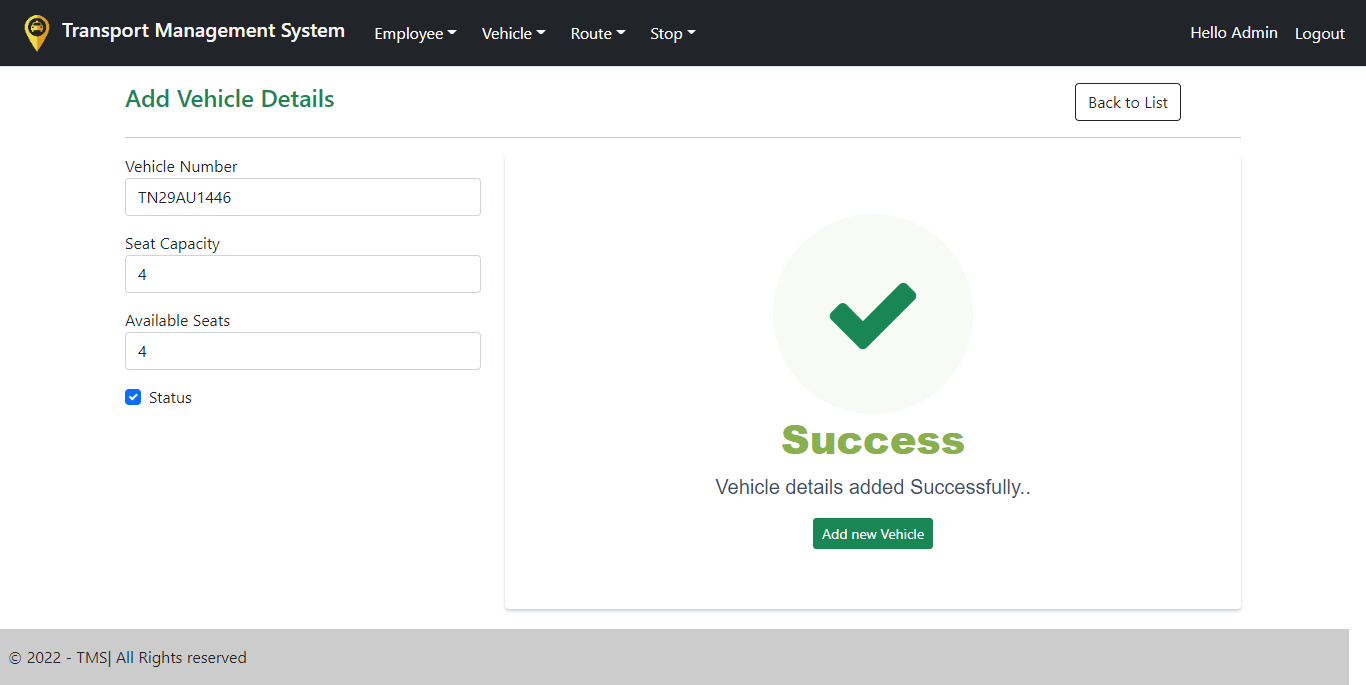 Transport Management System Employee Vehicle Route Stop Hello Admin Logout
Add Vehicle Details
Back to List
Vehicle Number
TN29AU1446
Seat Capacity
4
Available Seats
4
Status
Success
Vehicle details added Successfully..
Add new Vehicle
© 2022 - TMS| All Rights reserved